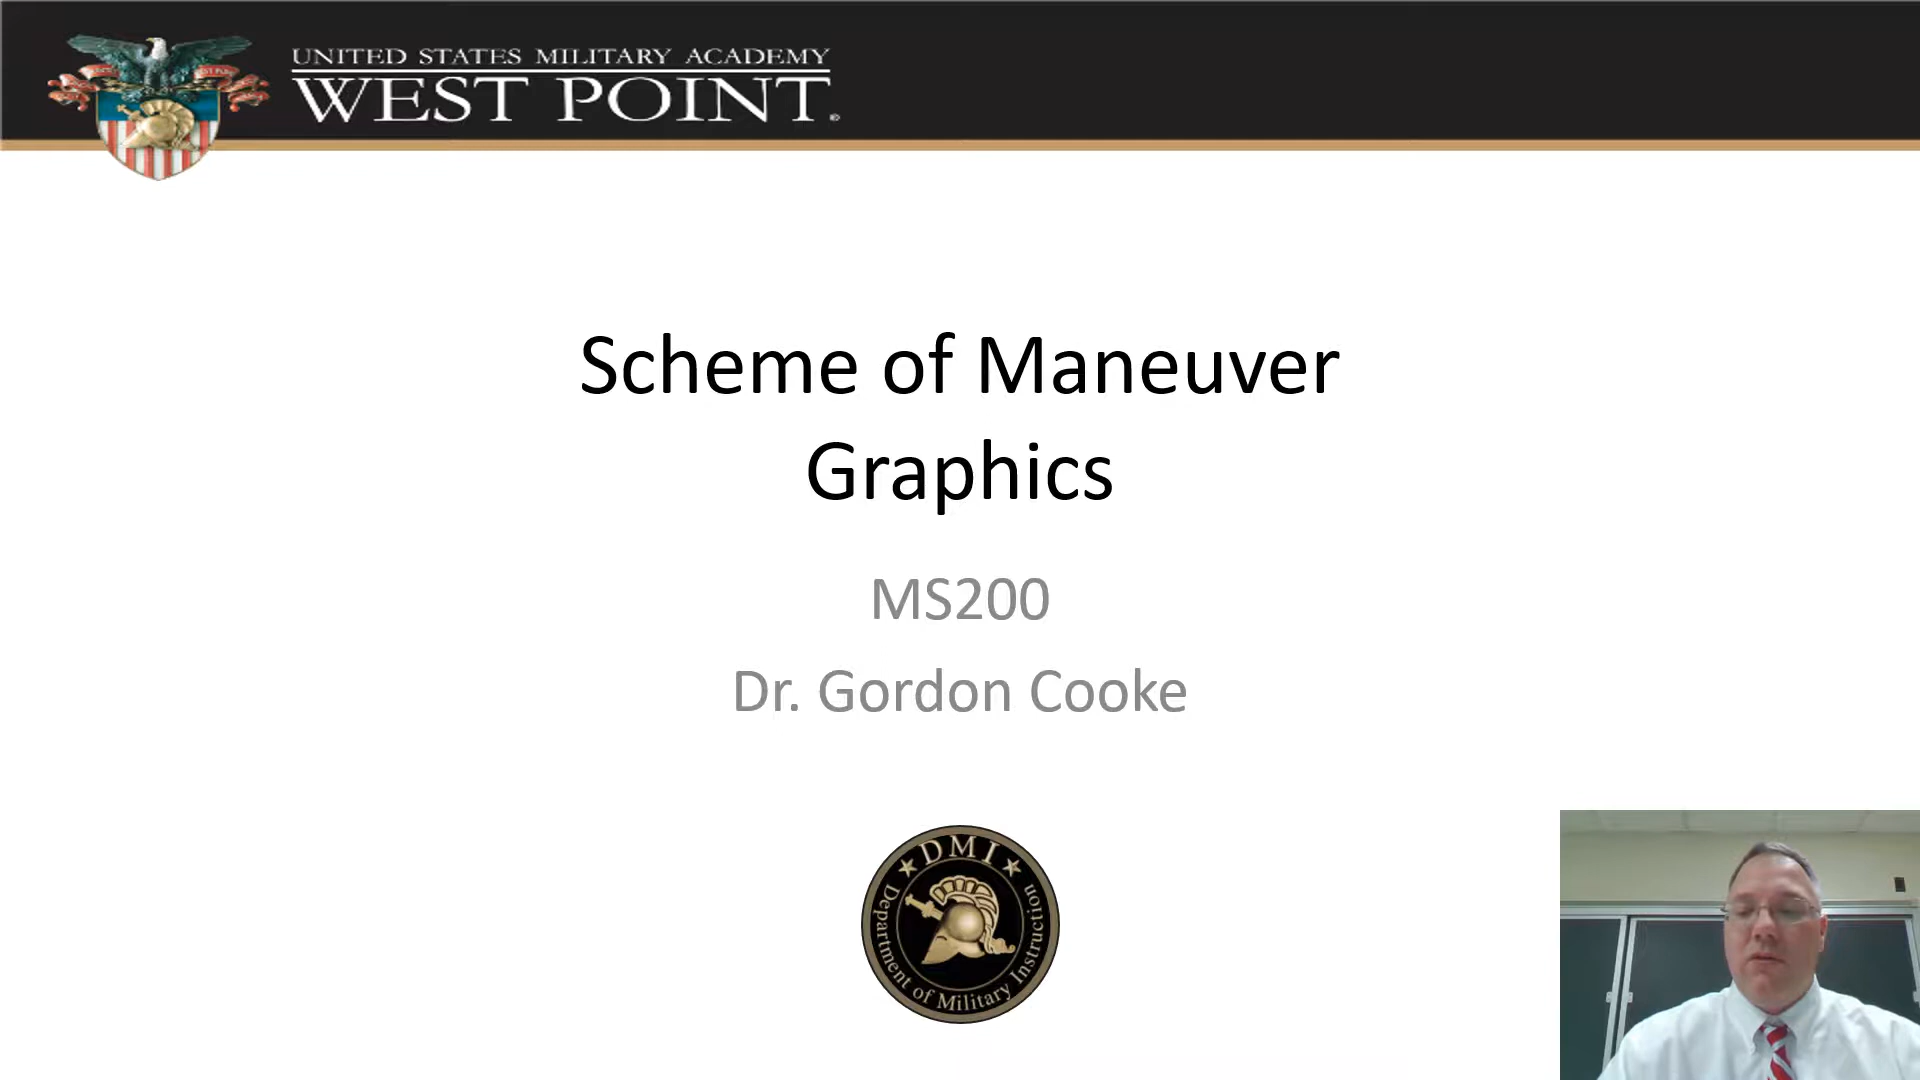 UNITED STATES MILITARY ACADEMY
WEST POINT®
Scheme of Maneuver
Graphics
MS200
Dr. Gordon Cooke
DMI
Department of Military Instruction